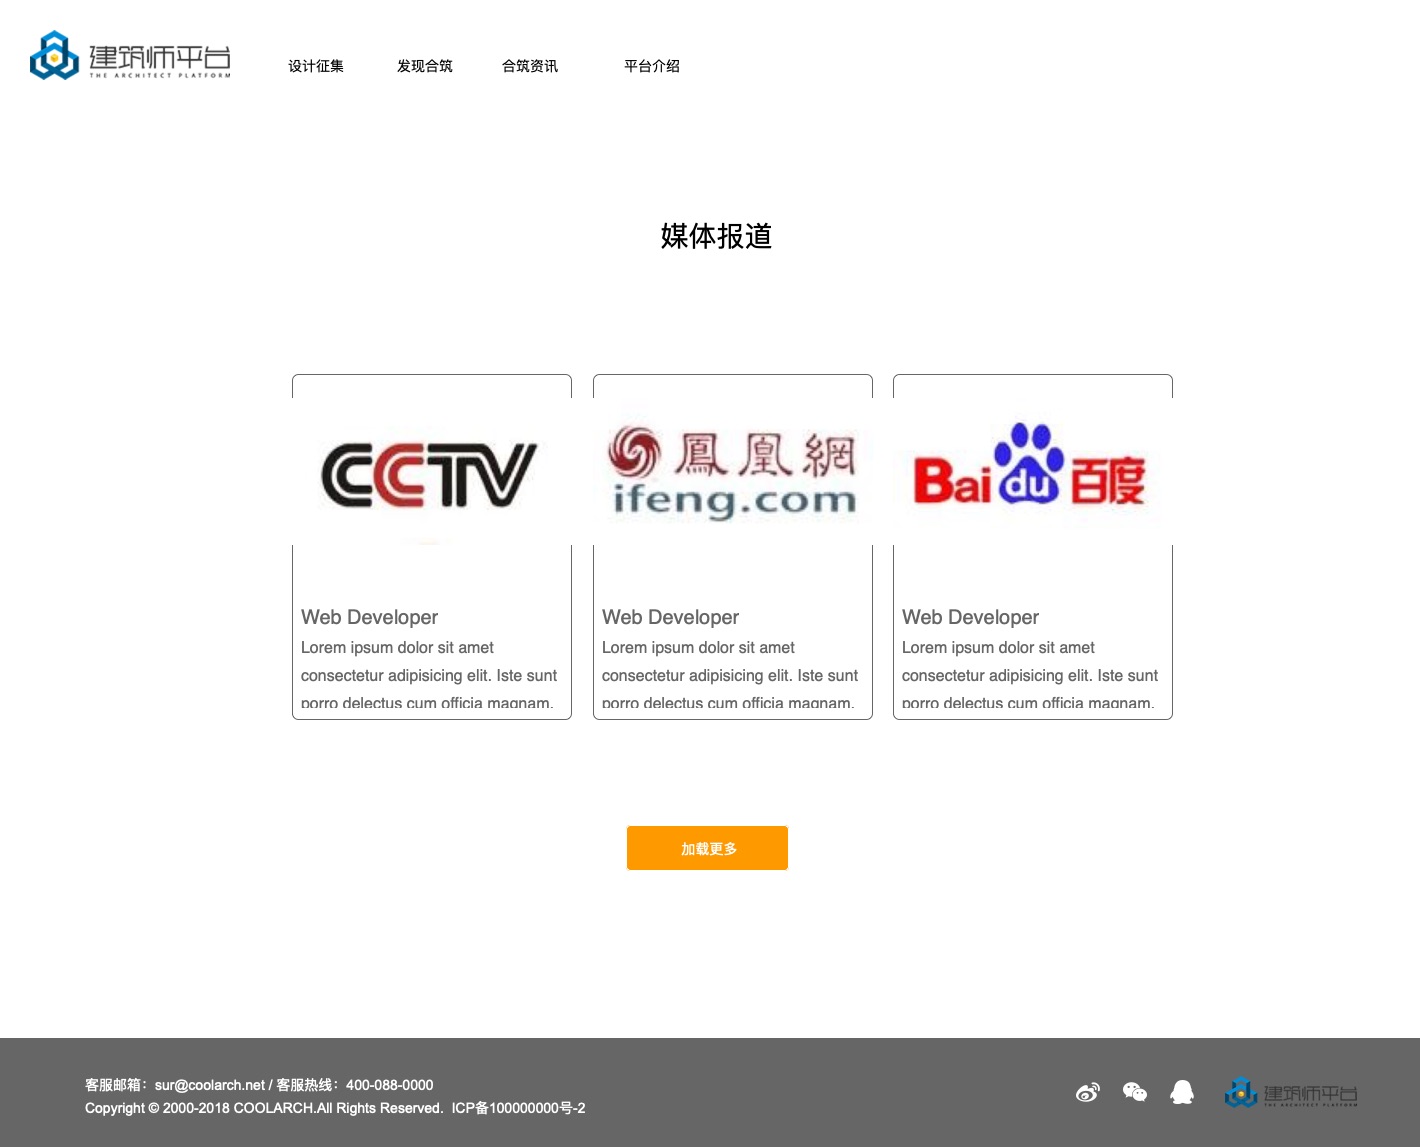 建筑师平台
THE ARCHITECT PLATFORM
设计征集
发现合筑
合筑资讯
平台介绍
媒体报道
CCTV
鳳凰網
ifeng.com
Bai du 百度
Web Developer
Lorem ipsum dolor sit amet
consectetur adipisicing elit. Iste sunt
porro delectus cum officia magnam.
Web Developer
Lorem ipsum dolor sit amet
consectetur adipisicing elit. Iste sunt
porro delectus cum officia magnam.
Web Developer
Lorem ipsum dolor sit amet
consectetur adipisicing elit. Iste sunt
porro delectus cum officia magnam.
加载更多
客服邮箱：sur@coolarch.net / 客服热线：400-088-0000
Copyright © 2000-2018 COOLARCH.All Rights Reserved. ICP备100000000号-2
建筑师平台
THE ARCHITECT PLATFORM